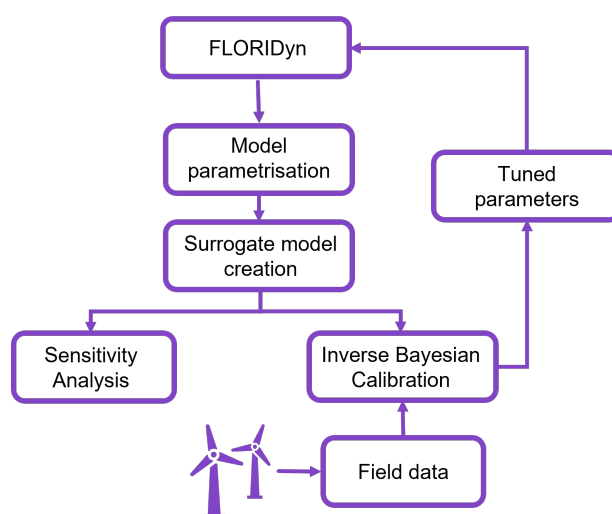 FLORIDyn
Model
parametrisation
Tuned
parameters
Surrogate model
creation
Sensitivity
Analysis
Inverse Bayesian
Calibration
Field data